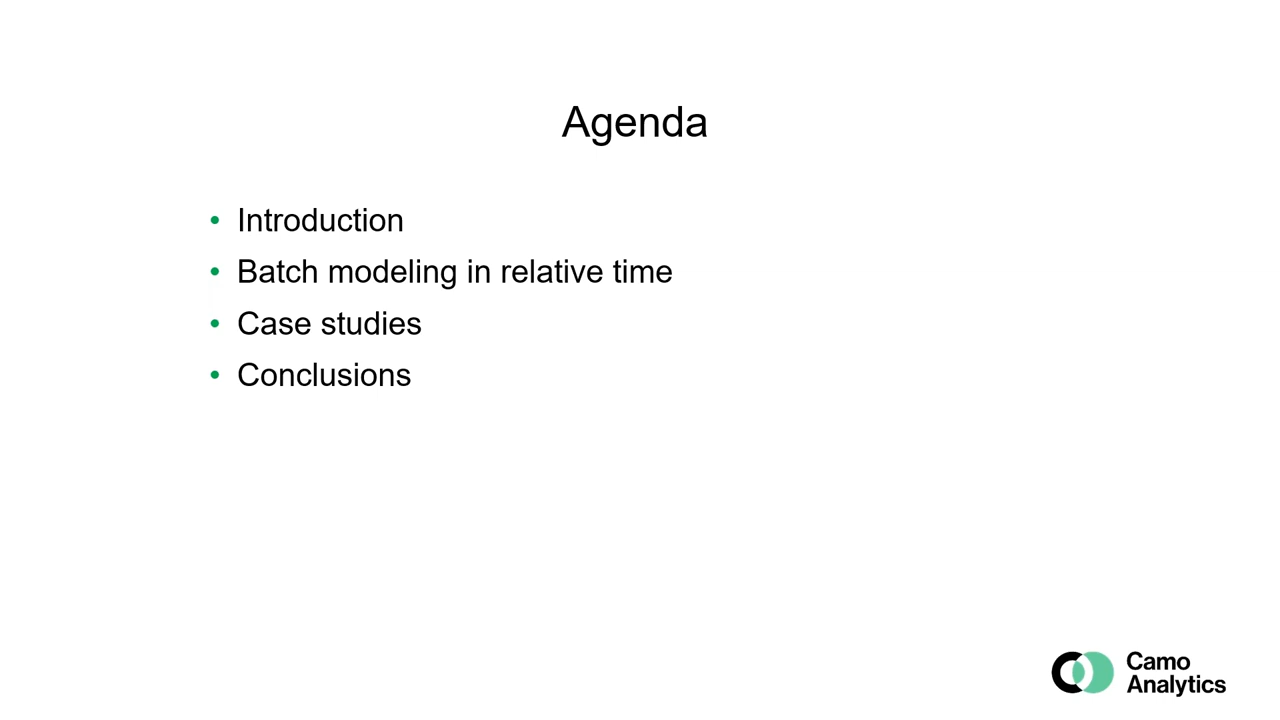 Agenda
• Introduction
• Batch modeling in relative time
• Case studies
• Conclusions
Camo
Analytics